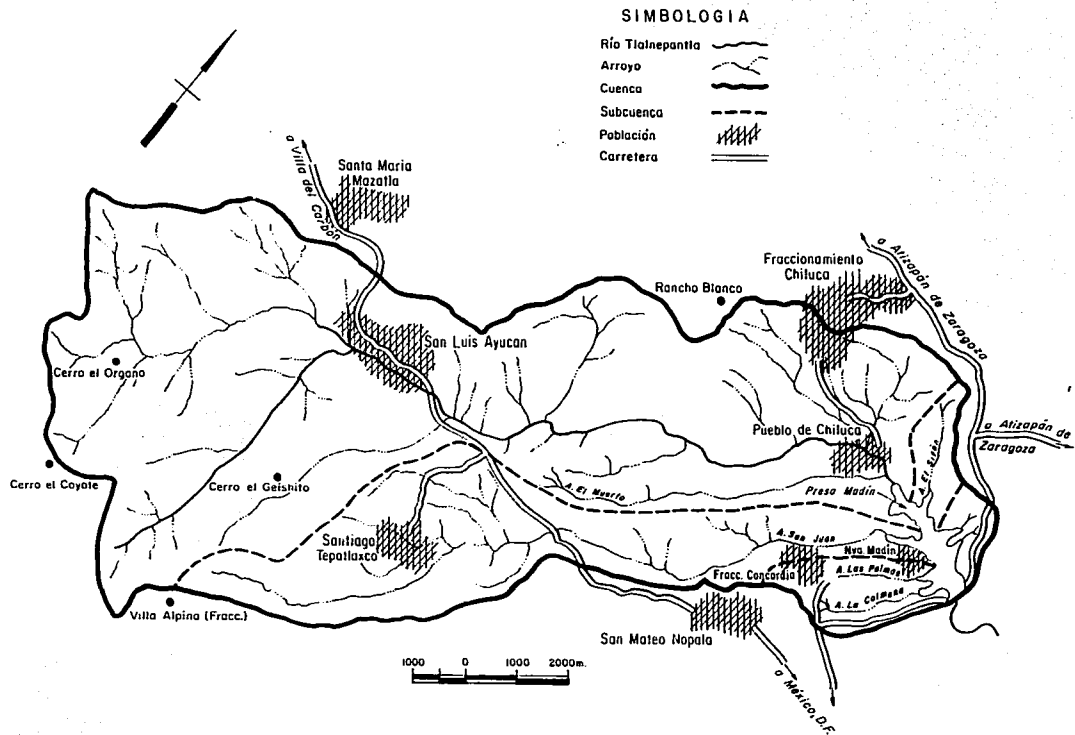 SIMBOLOGIA
Río Tlalnepantla
Arroyo
Cuenca
Subcuenca
Población
Carretera
a Villa del Carbón
Santa Maria
Mazatla
Fraccionamiento
Chiluca
a Atizapán de Zaragoza
Rancho Blanco
San Luis Ayucan
Cerro el Organo
Pueblo de Chiluca
a Atizapán de
Zaragoza
A. El Sifón
Cerro el Coyote
Cerro el Geishito
A. El Muerto
Presa Madín
Santiago
Tepatlaxco
A. San Juan
Nva. Madin
Fracc. Concordia
A. Las Palmas
A. La Colmena
Villa Alpina (Fracc.)
San Mateo Nopala
1000 0 1000 2000m.
a México, D.F.